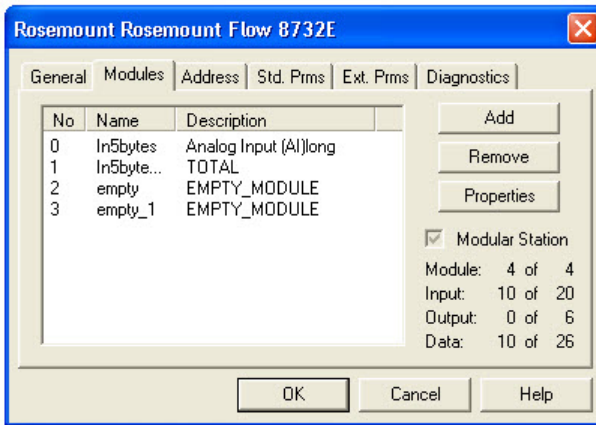 Rosemount Rosemount Flow 8732E
General Modules Address Std. Prms Ext. Prms Diagnostics
No Name Description
0 In5bytes Analog Input (AI)long
1 In5byte... TOTAL
2 empty EMPTY_MODULE
3 empty_1 EMPTY_MODULE
Add
Remove
Properties
Modular Station
Module: 4 of 4
Input: 10 of 20
Output: 0 of 6
Data: 10 of 26
OK Cancel Help